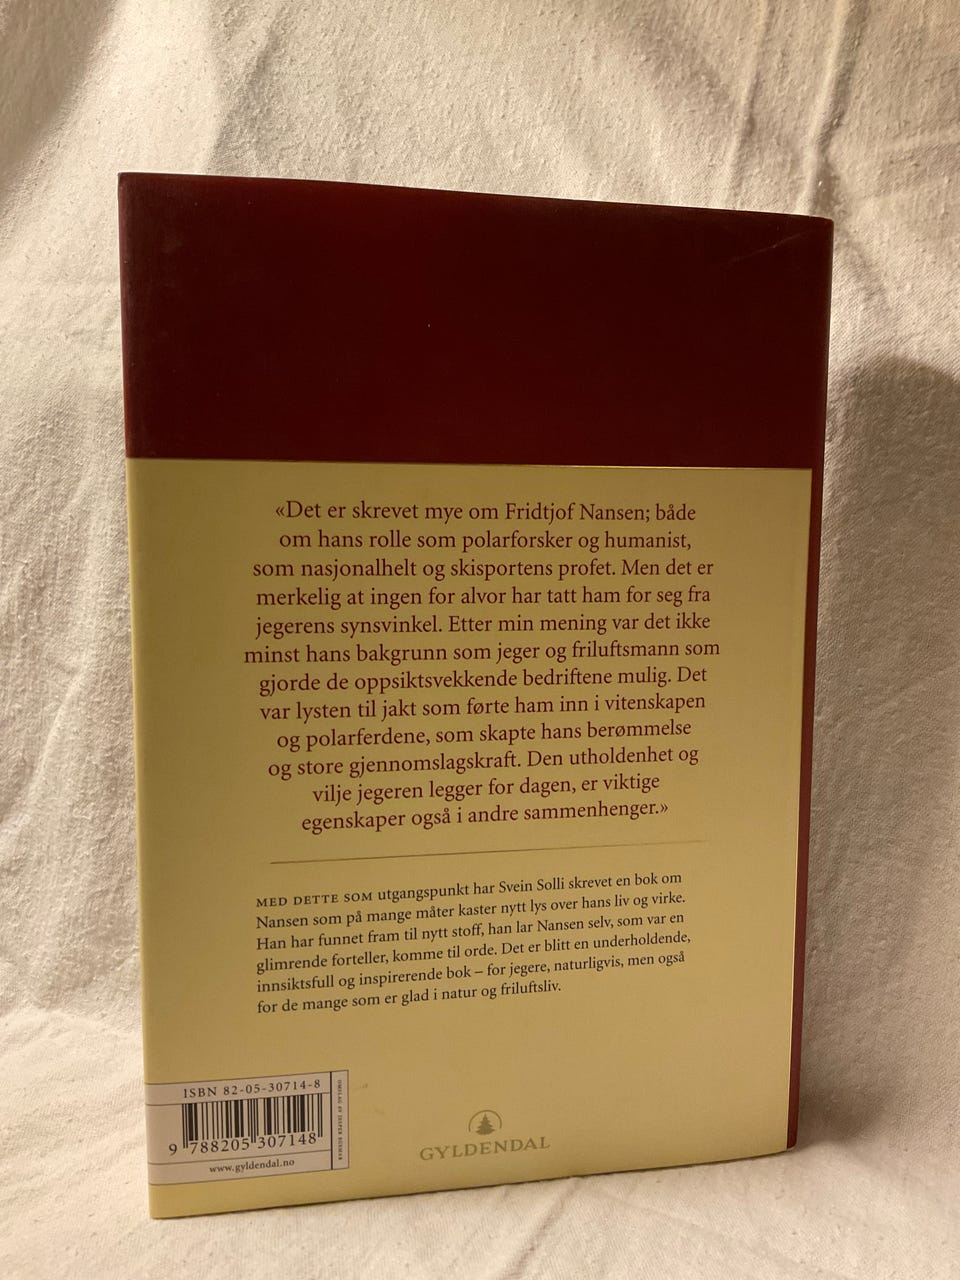 «Det er skrevet mye om Fridtjof Nansen; både
om hans rolle som polarforsker og humanist,
som nasjonalhelt og skisportens profet. Men det er
merkelig at ingen for alvor har tatt ham for seg fra
jegerens synsvinkel. Etter min mening var det ikke
minst hans bakgrunn som jeger og friluftsmann som
gjorde de oppsiktsvekkende bedriftene mulig. Det
var lysten til jakt som førte ham inn i vitenskapen
og polarferdene, som skapte hans berømmelse
og store gjennomslagskraft. Den utholdenhet og
vilje jegeren legger for dagen, er viktige
egenskaper også i andre sammenhenger.»
MED DETTE SOM utgangspunkt har Svein Solli skrevet en bok om
Nansen som på mange måter kaster nytt lys over hans liv og virke.
Han har funnet fram til nytt stoff, han lar Nansen selv, som var en
glimrende forteller, komme til orde. Det er blitt en underholdende,
innsiktsfull og inspirerende bok – for jegere, naturligvis, men også
for de mange som er glad i natur og friluftsliv.
ISBN 82-05-30714-8
9 788205 307148
www.gyldendal.no
OMSLAG AV
GYLDENDAL